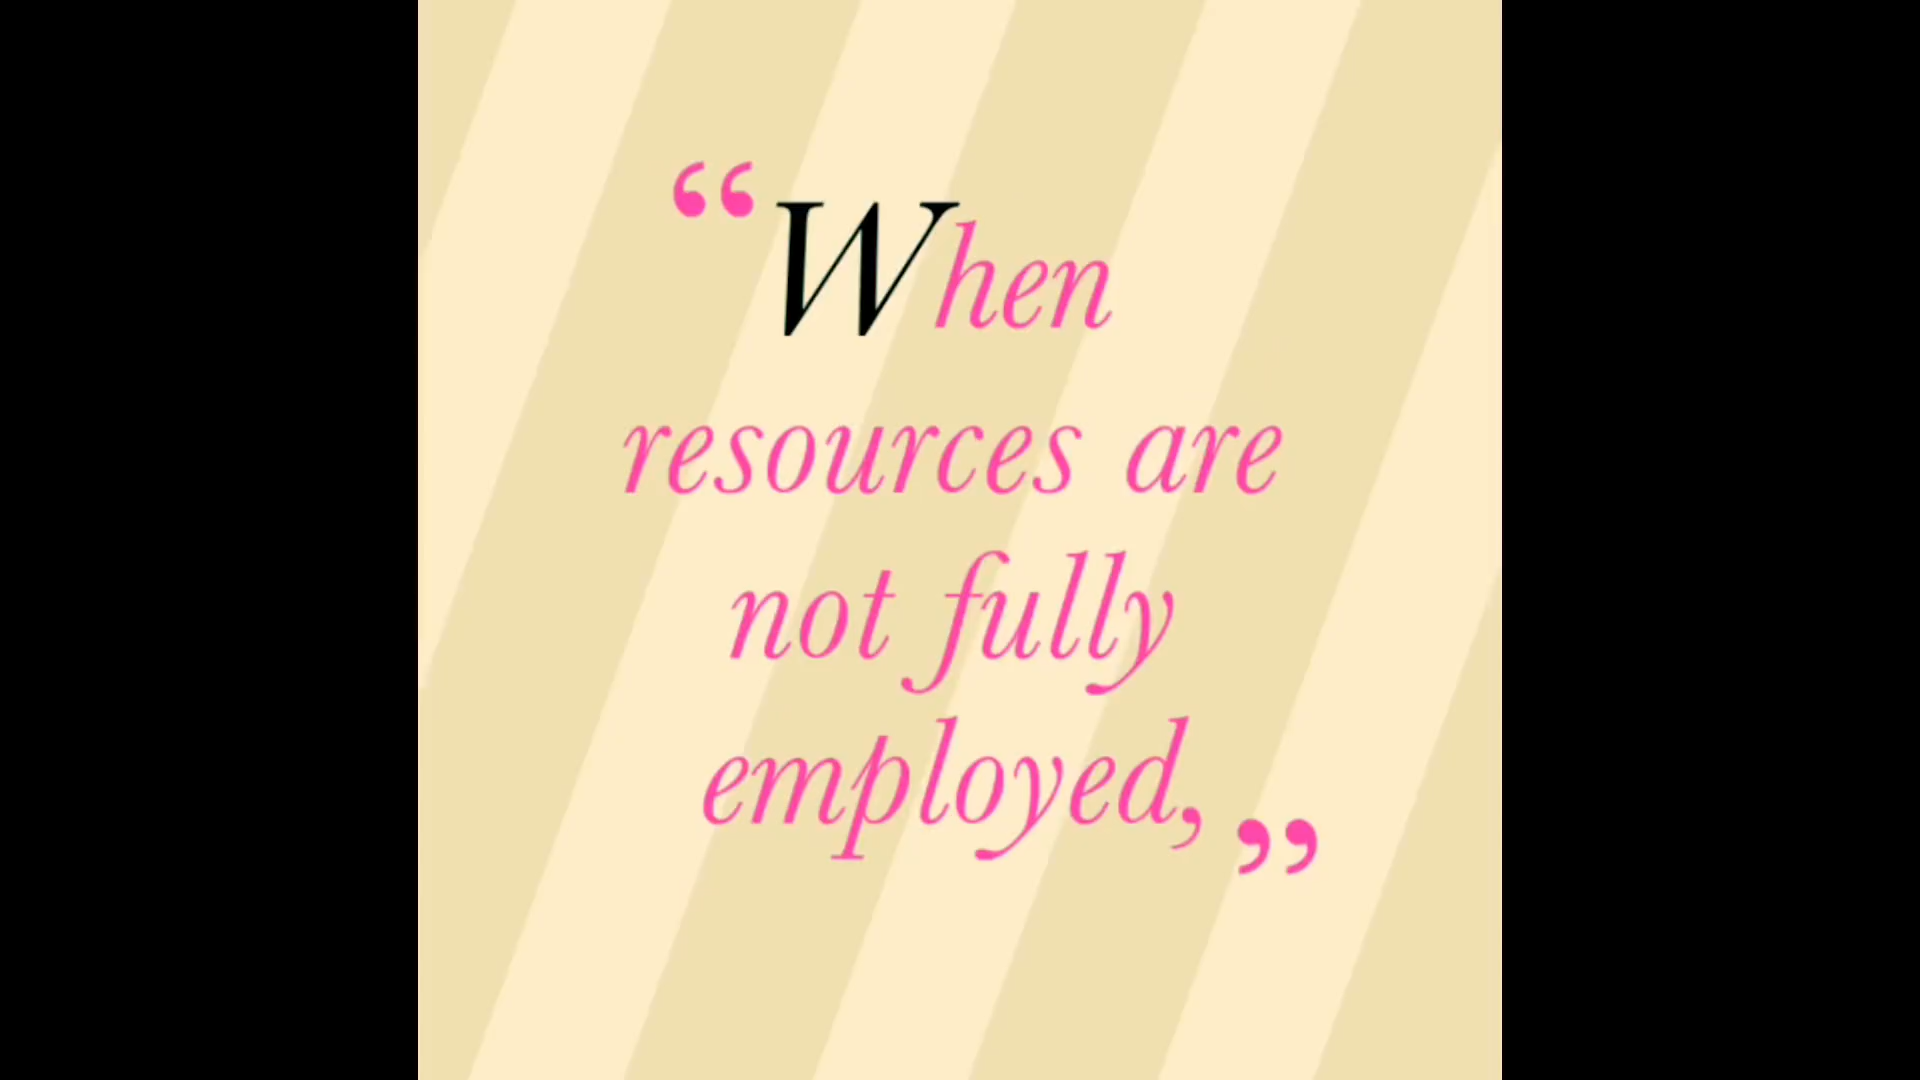 “When
resources are
not fully
employed,”